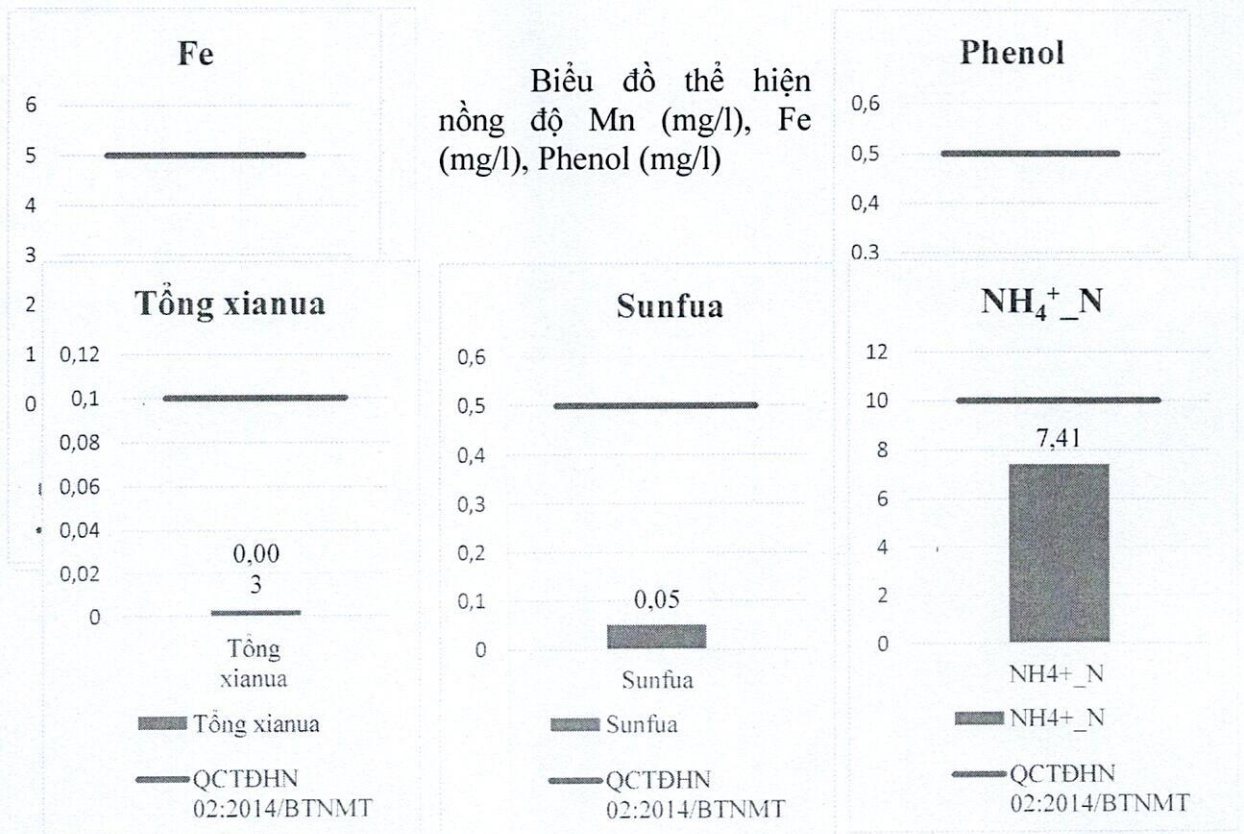 Fe
6
5
4
3
2
1
0
Biểu đồ thể hiện
nồng độ Mn (mg/l), Fe
(mg/l), Phenol (mg/l)
Phenol
0,6
0,5
0,4
0.3
Tổng xianua
0,12
0,1
0,08
0,06
0,04
0,02
0
0,00
3
Tổng
xianua
Tổng xianua
QCTĐHN
02:2014/BTNMT
Sunfua
0,6
0,5
0,4
0,3
0,2
0,1
0
0,05
Sunfua
Sunfua
QCTĐHN
02:2014/BTNMT
NH₄⁺_N
12
10
8
6
4
2
0
7,41
NH4+_N
NH4+_N
QCTĐHN
02:2014/BTNMT